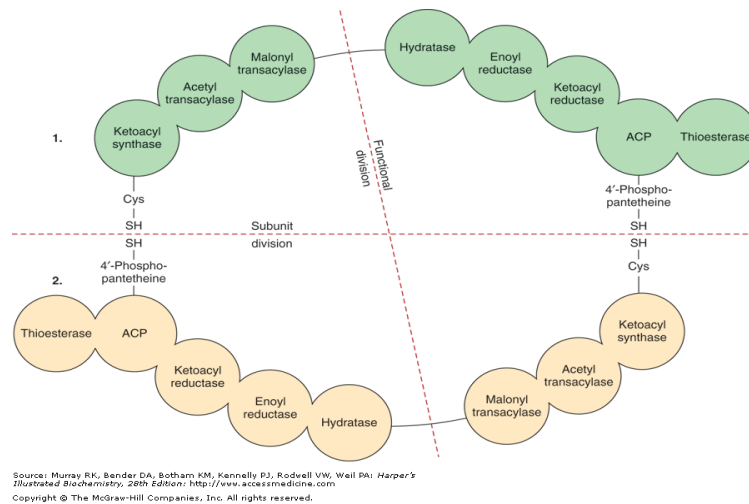 Malonyl
transacylase
Acetyl
transacylase
1.
Ketoacyl
synthase
Cys
SH
Hydratase
Enoyl
reductase
Ketoacyl
reductase
ACP
Thioesterase
4′-Phospho-
pantetheine
SH
Functional
division
Subunit
division
SH
4′-Phospho-
pantetheine
2.
Thioesterase
ACP
Ketoacyl
reductase
Enoyl
reductase
Hydratase
SH
Cys
Ketoacyl
synthase
Acetyl
transacylase
Malonyl
transacylase
Source: Murray RK, Bender DA, Botham KM, Kennelly PJ, Rodwell VW, Weil PA: Harper's
Illustrated Biochemistry, 28th Edition: http://www.accessmedicine.com
Copyright © The McGraw-Hill Companies, Inc. All rights reserved.